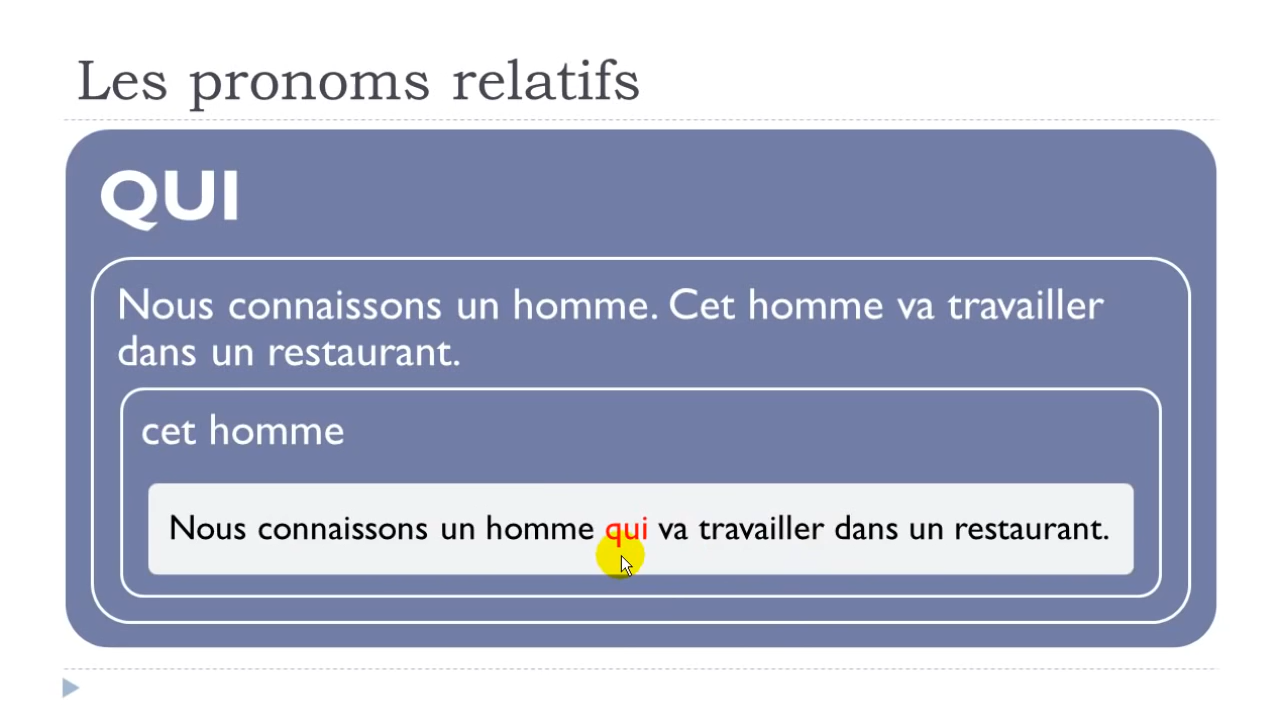 Les pronoms relatifs
QUI
Nous connaissons un homme. Cet homme va travailler
dans un restaurant.
cet homme
Nous connaissons un homme qui va travailler dans un restaurant.